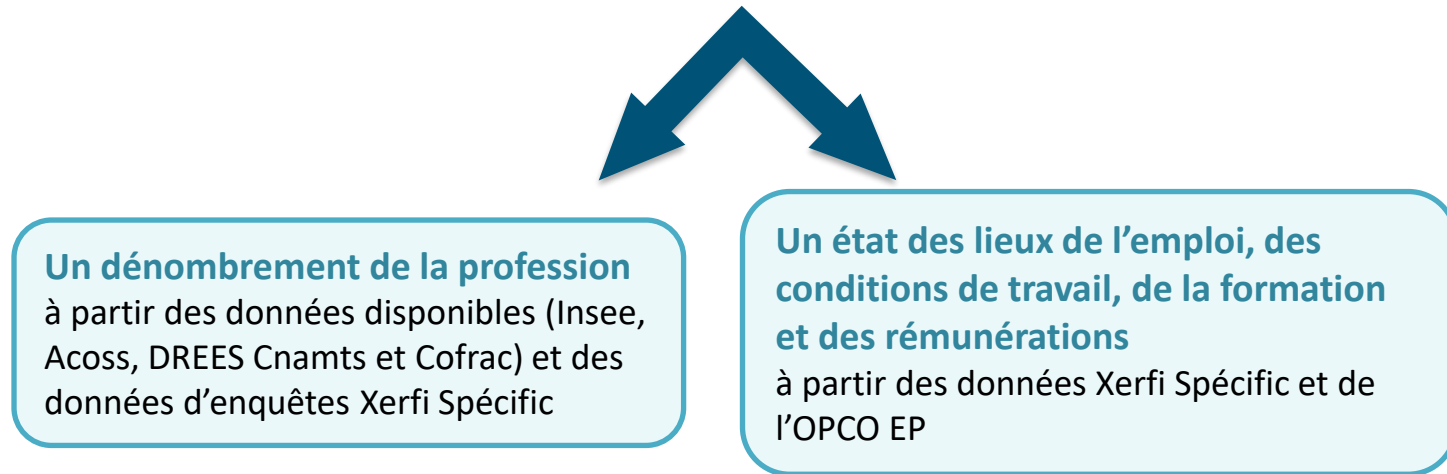 Un dénombrement de la profession
à partir des données disponibles (Insee,
Acoss, DREES Cnamts et Cofrac) et des
données d’enquêtes Xerfi Spécific
Un état des lieux de l’emploi, des
conditions de travail, de la formation
et des rémunérations
à partir des données Xerfi Spécific et de
l’OPCO EP